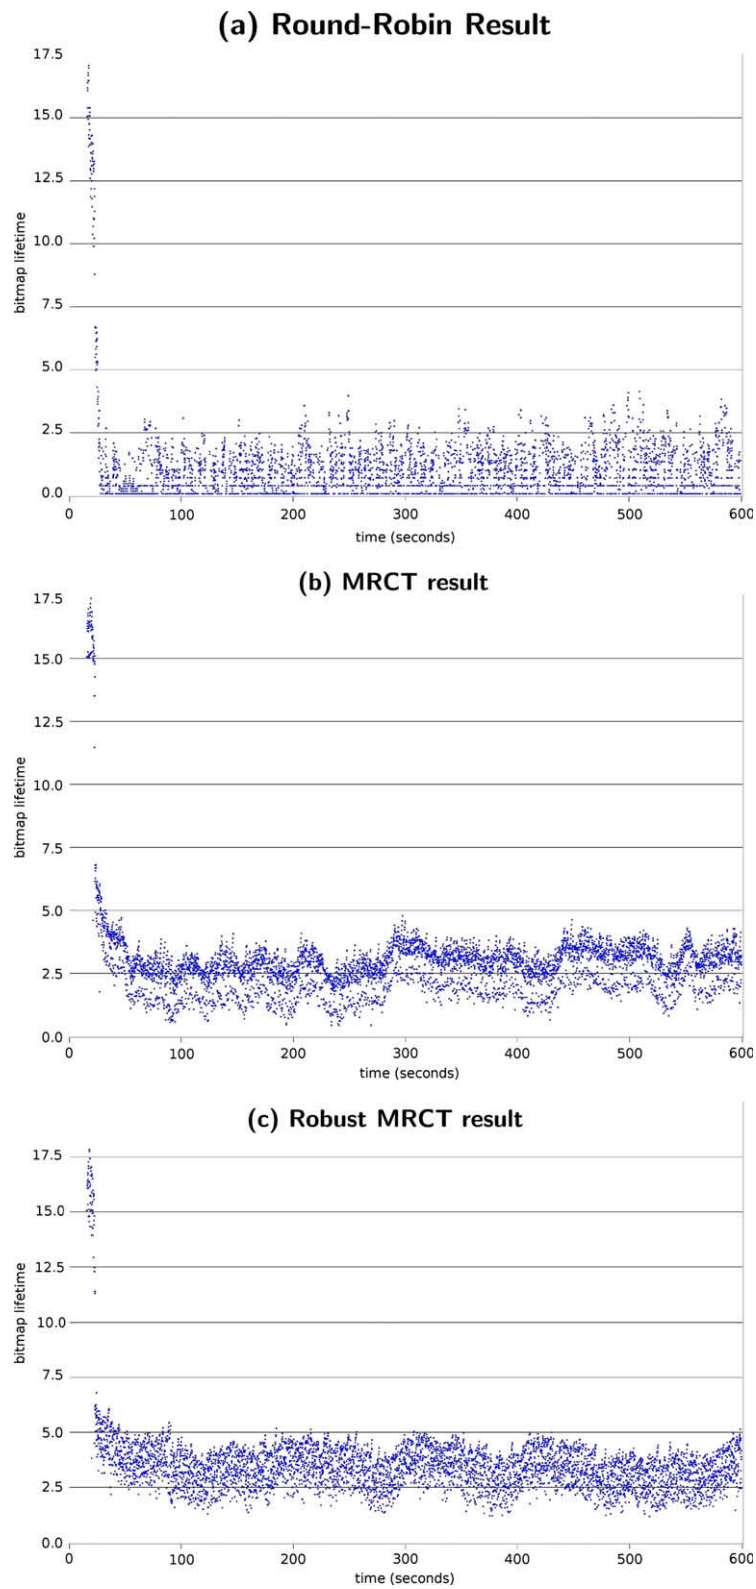 (a) Round-Robin Result
17.5
15.0
12.5
10.0
7.5
5.0
2.5
0.0
bitmap lifetime
0 100 200 300 400 500 600
time (seconds)
(b) MRCT result
17.5
15.0
12.5
10.0
7.5
5.0
2.5
0.0
bitmap lifetime
0 100 200 300 400 500 600
time (seconds)
(c) Robust MRCT result
17.5
15.0
12.5
10.0
7.5
5.0
2.5
0.0
bitmap lifetime
0 100 200 300 400 500 600
time (seconds)